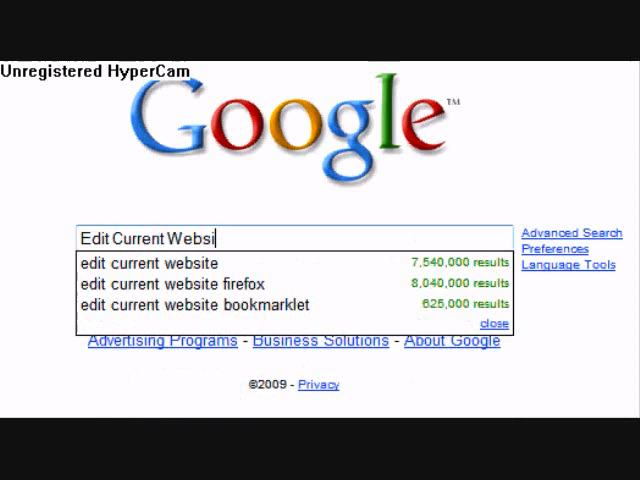 Unregistered HyperCam
Google™
Edit Current Websi
Advanced Search
Preferences
Language Tools
edit current website 7,540,000 results
edit current website firefox 8,040,000 results
edit current website bookmarklet 625,000 results
close
Advertising Programs - Business Solutions - About Google
©2009 - Privacy